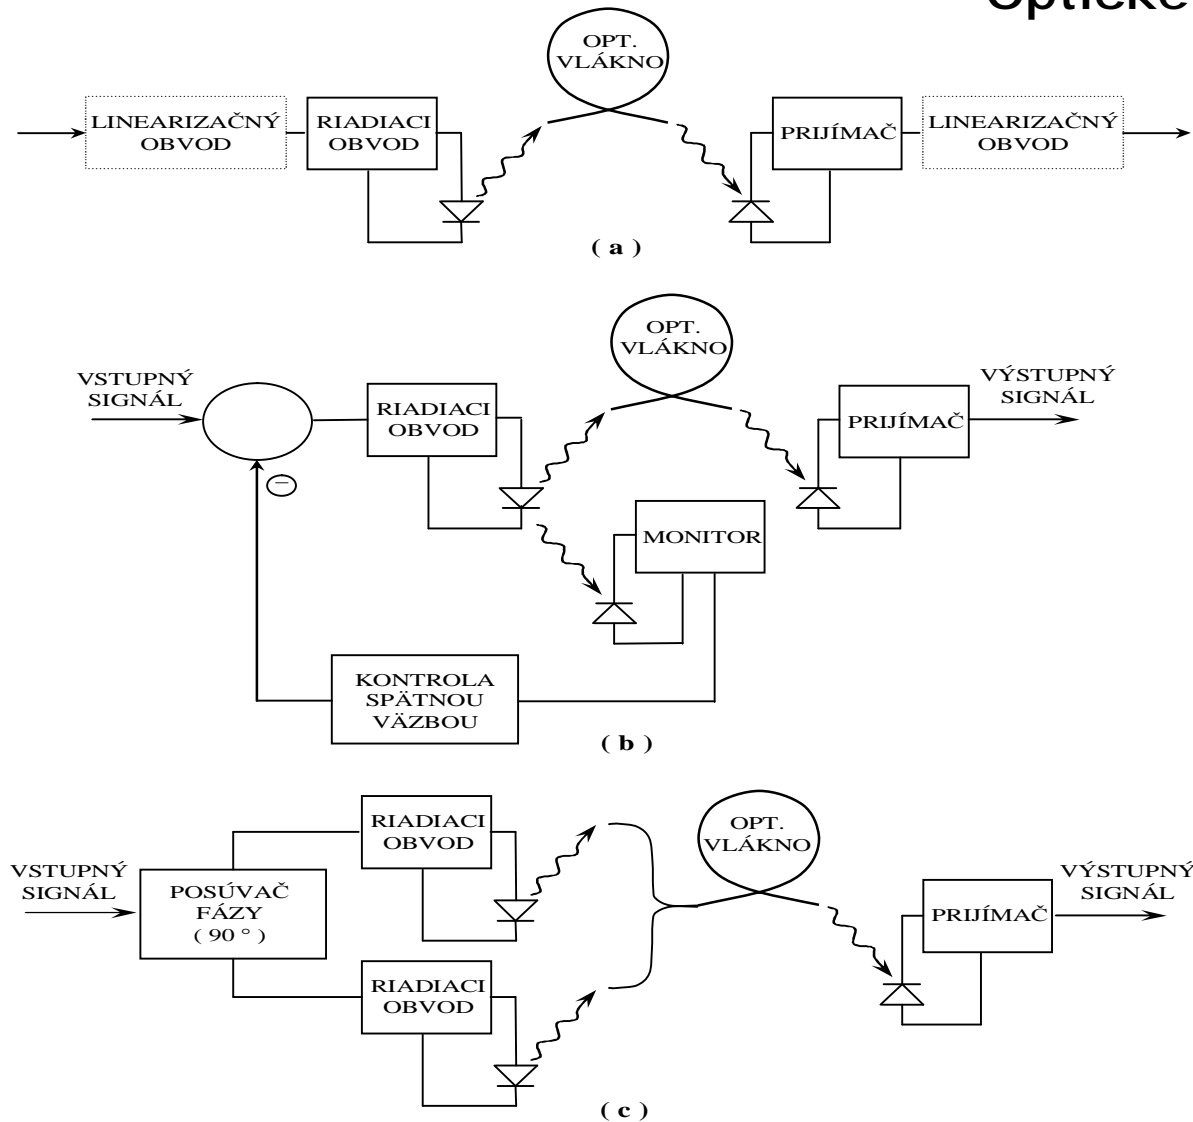 Optické
OPT.
VLÁKNO
LINEARIZAČNÝ
OBVOD
RIADIACI
OBVOD
PRIJÍMAČ
LINEARIZAČNÝ
OBVOD
( a )
OPT.
VLÁKNO
VSTUPNÝ
SIGNÁL
RIADIACI
OBVOD
PRIJÍMAČ
VÝSTUPNÝ
SIGNÁL
−
MONITOR
KONTROLA
SPÄTNOU
VÄZBOU
( b )
OPT.
VLÁKNO
RIADIACI
OBVOD
VSTUPNÝ
SIGNÁL
POSÚVAČ
FÁZY
( 90 ° )
PRIJÍMAČ
VÝSTUPNÝ
SIGNÁL
RIADIACI
OBVOD
( c )